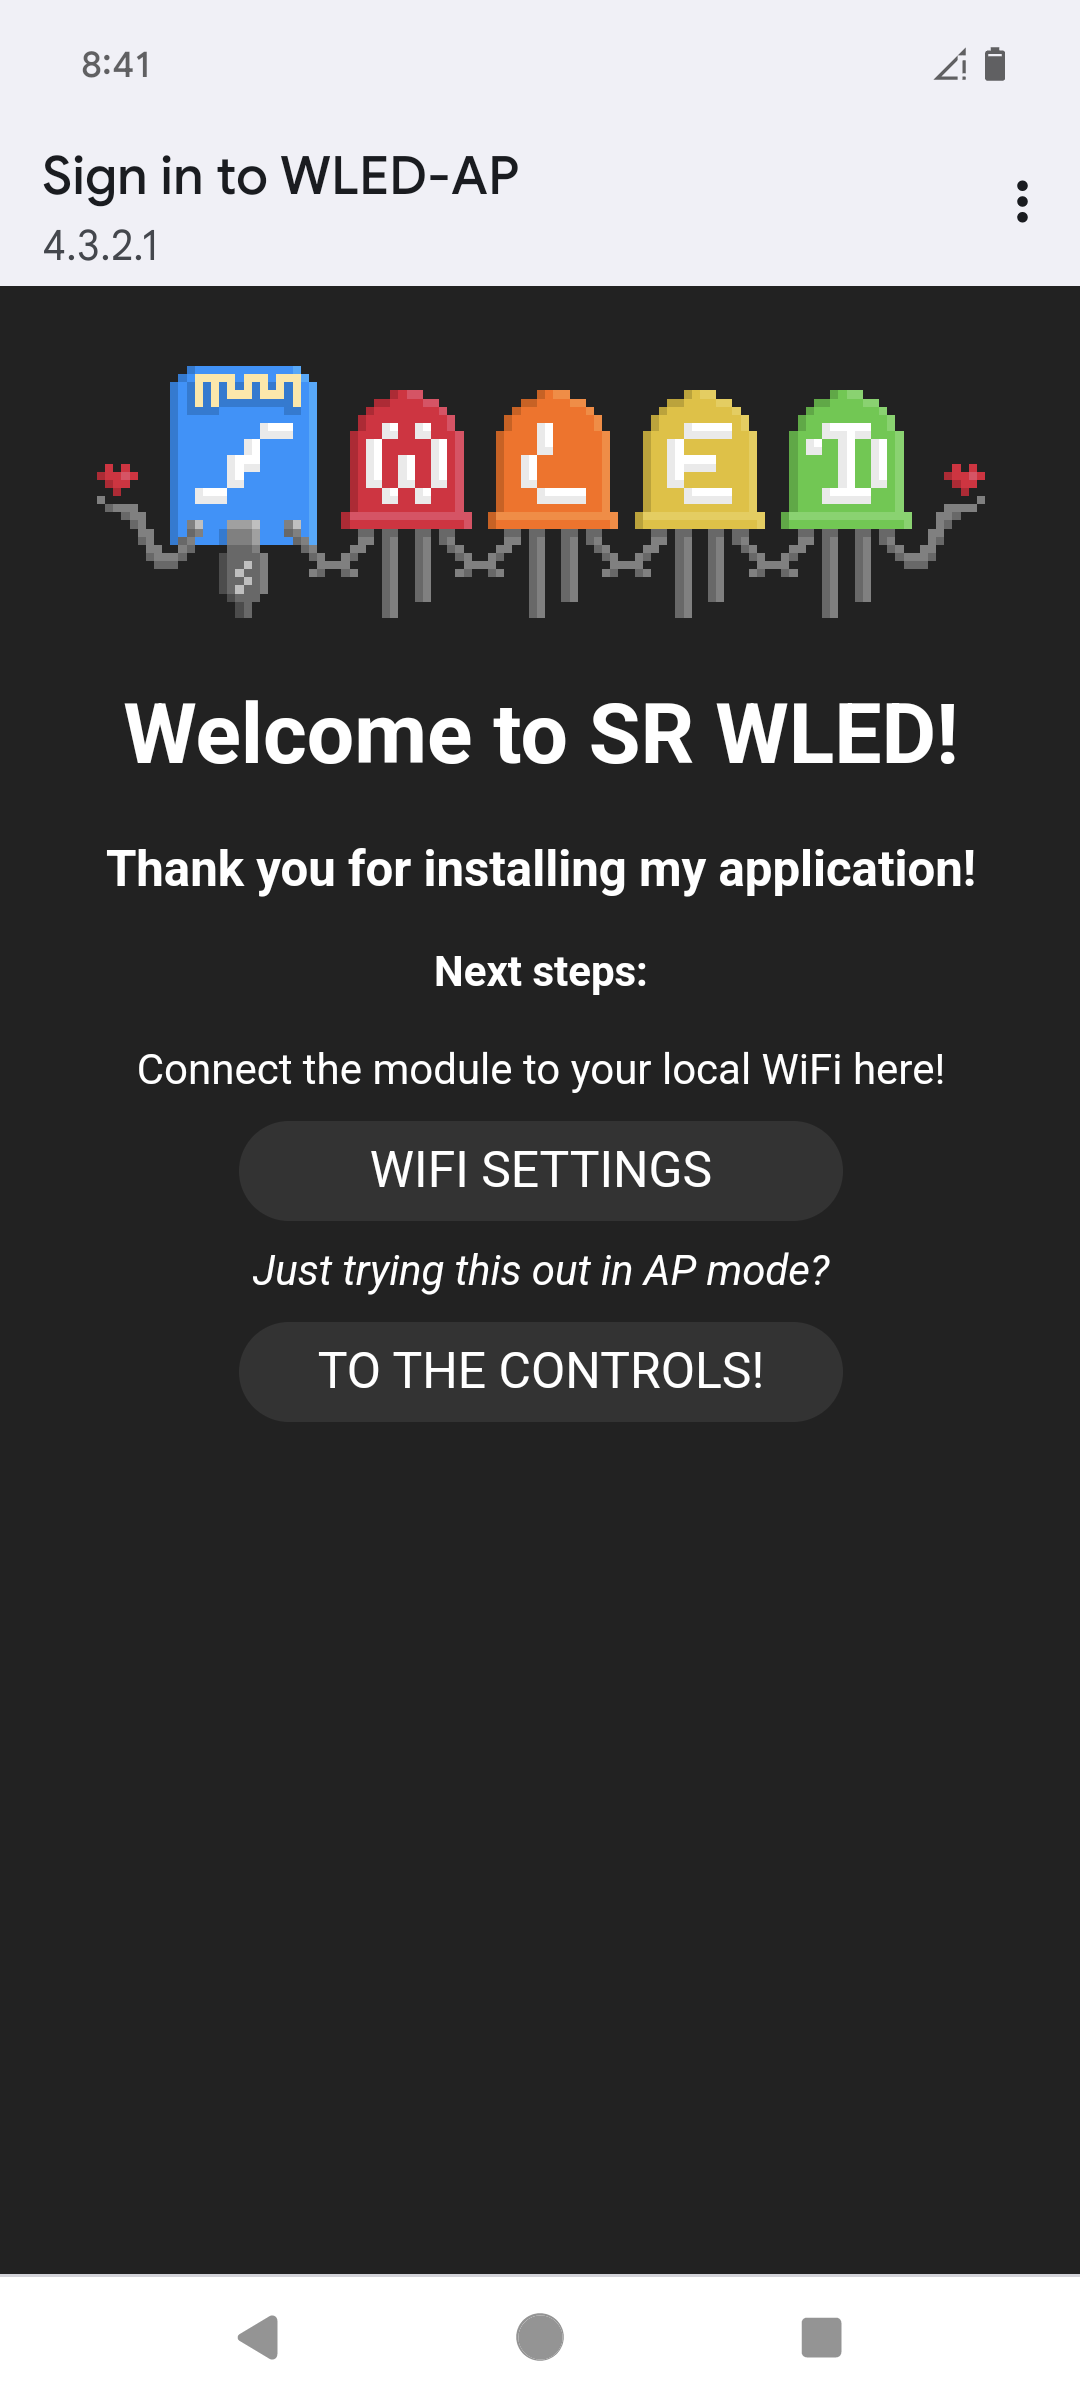 8:41
Sign in to WLED-AP
4.3.2.1
WLED
Welcome to SR WLED!
Thank you for installing my application!
Next steps:
Connect the module to your local WiFi here!
WIFI SETTINGS
Just trying this out in AP mode?
TO THE CONTROLS!